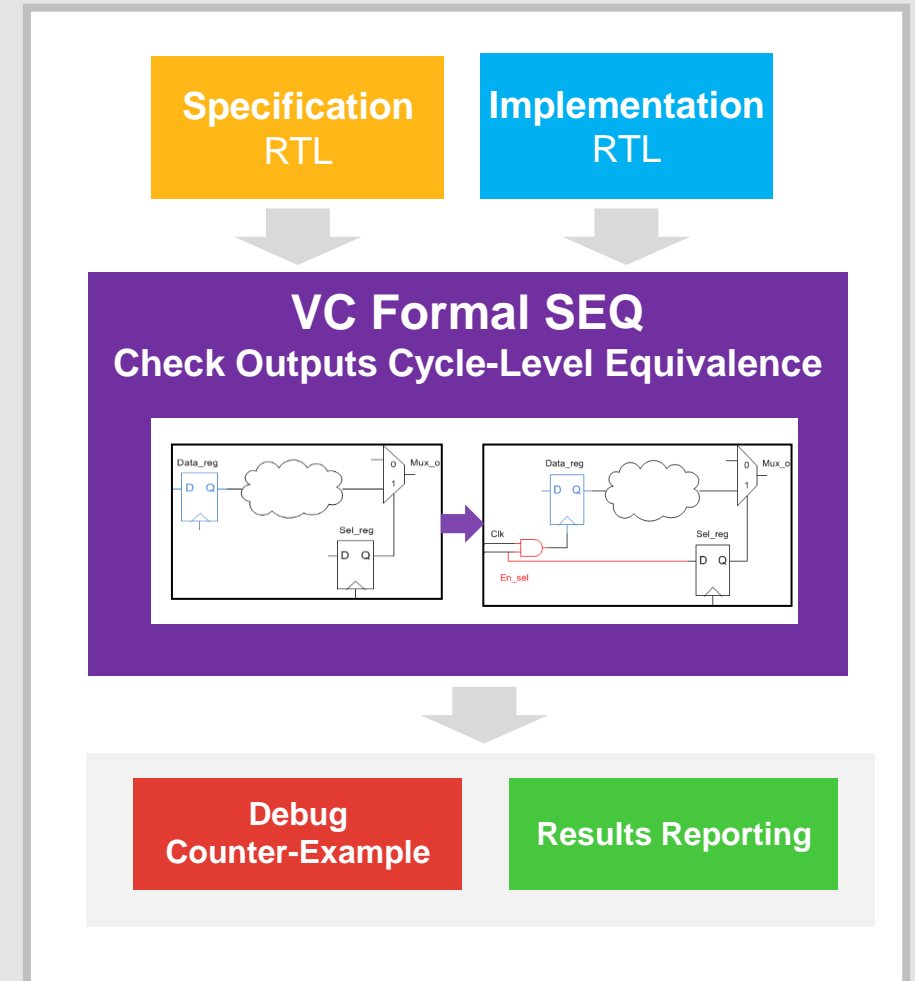 Specification
RTL
Implementation
RTL
VC Formal SEQ
Check Outputs Cycle-Level Equivalence
Data_reg
D Q
0
1
Mux_o
Sel_reg
D Q
Data_reg
D Q
0
1
Mux_o
Clk
En_sel
Sel_reg
D Q
Debug
Counter-Example
Results Reporting